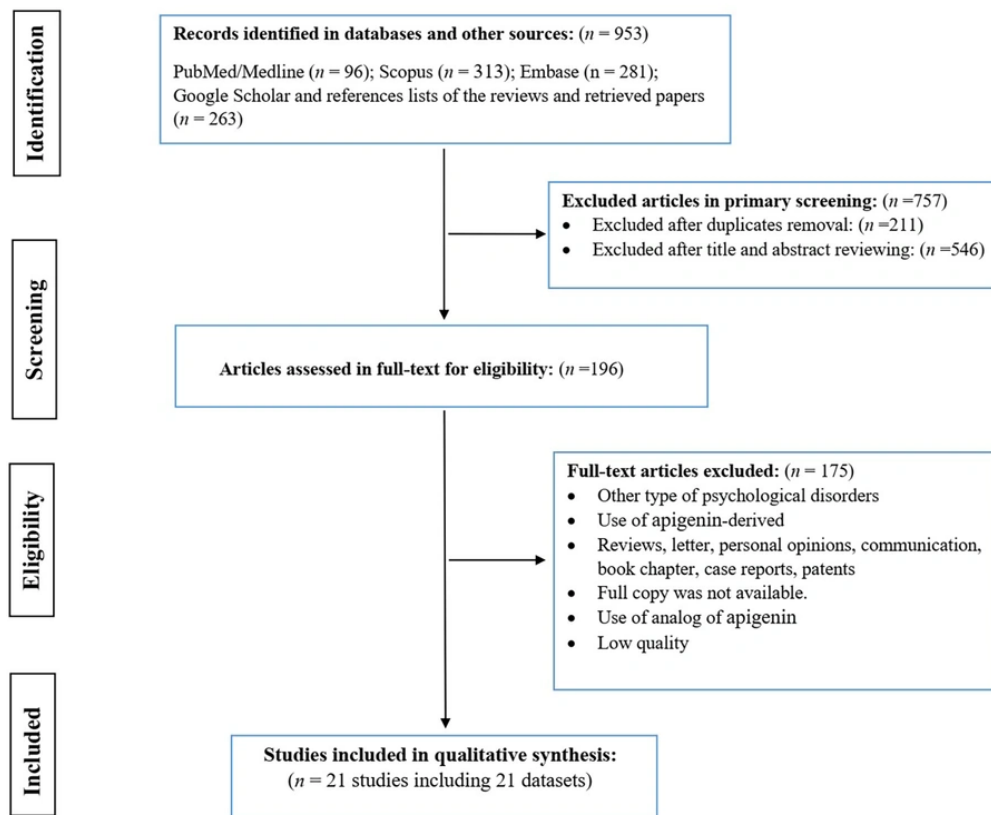 Identification
Records identified in databases and other sources: (n = 953)
PubMed/Medline (n = 96); Scopus (n = 313); Embase (n = 281);
Google Scholar and references lists of the reviews and retrieved papers
(n = 263)
Excluded articles in primary screening: (n =757)
• Excluded after duplicates removal: (n =211)
• Excluded after title and abstract reviewing: (n =546)
Screening
Articles assessed in full-text for eligibility: (n =196)
Eligibility
Full-text articles excluded: (n = 175)
• Other type of psychological disorders
• Use of apigenin-derived
• Reviews, letter, personal opinions, communication,
book chapter, case reports, patents
• Full copy was not available.
• Use of analog of apigenin
• Low quality
Included
Studies included in qualitative synthesis:
(n = 21 studies including 21 datasets)